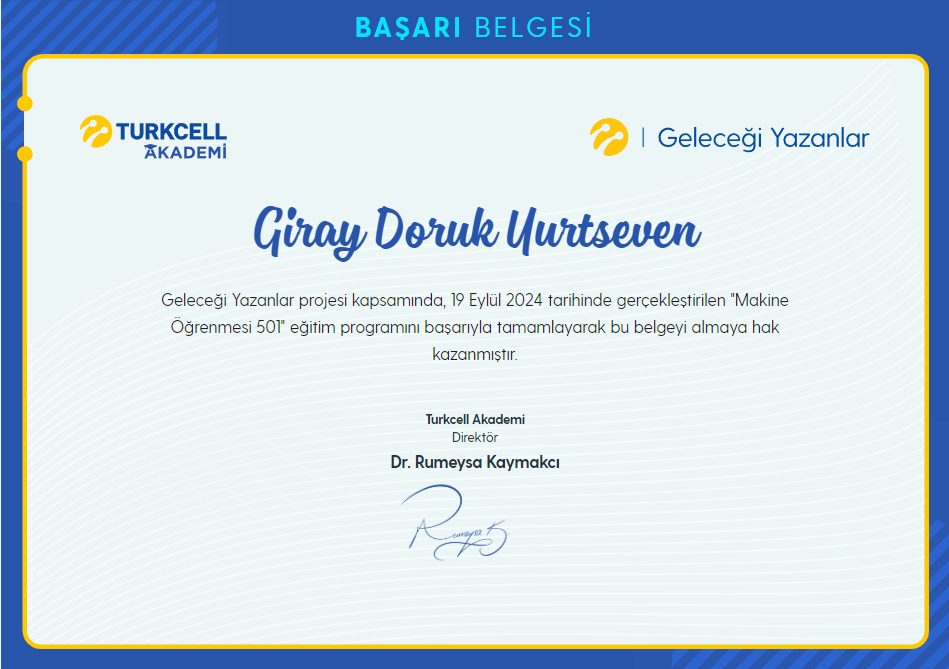 BAŞARI BELGESİ
TURKCELL
AKADEMİ
Geleceği Yazanlar
Giray Doruk Yurtseven
Geleceği Yazanlar projesi kapsamında, 19 Eylül 2024 tarihinde gerçekleştirilen "Makine
Öğrenmesi 501" eğitim programını başarıyla tamamlayarak bu belgeyi almaya hak
kazanmıştır.
Turkcell Akademi
Direktör
Dr. Rumeysa Kaymakcı
Rumeysa K